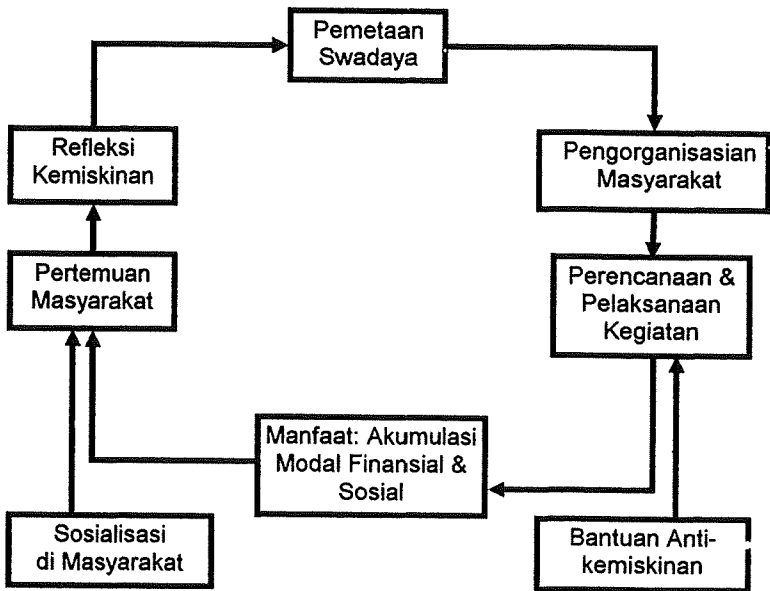 Pemetaan
Swadaya
Refleksi
Kemiskinan
Pengorganisasian
Masyarakat
Pertemuan
Masyarakat
Perencanaan &
Pelaksanaan
Kegiatan
Manfaat: Akumulasi
Modal Finansial &
Sosial
Sosialisasi
di Masyarakat
Bantuan Anti-
kemiskinan